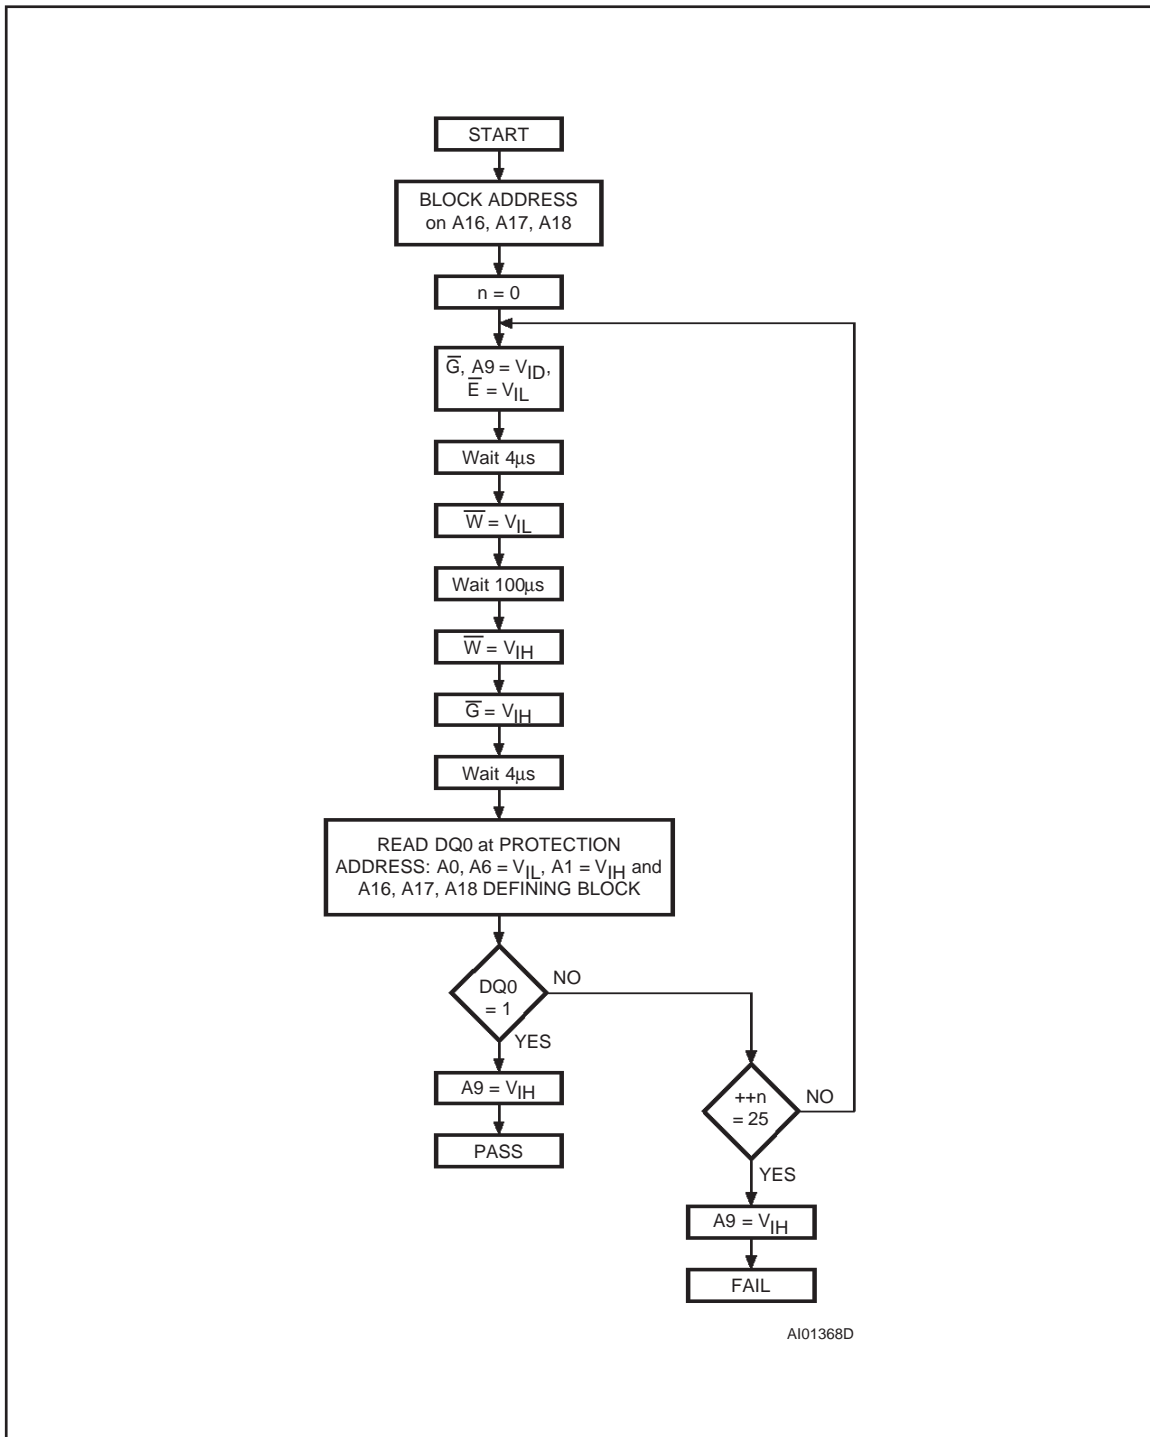 START
BLOCK ADDRESS
on A16, A17, A18
n = 0
G̅, A9 = VID,
E̅ = VIL
Wait 4µs
W̅ = VIL
Wait 100µs
W̅ = VIH
G̅ = VIH
Wait 4µs
READ DQ0 at PROTECTION
ADDRESS: A0, A6 = VIL, A1 = VIH and
A16, A17, A18 DEFINING BLOCK
DQ0
= 1
NO
YES
A9 = VIH
PASS
++n
= 25
NO
YES
A9 = VIH
FAIL
AI01368D